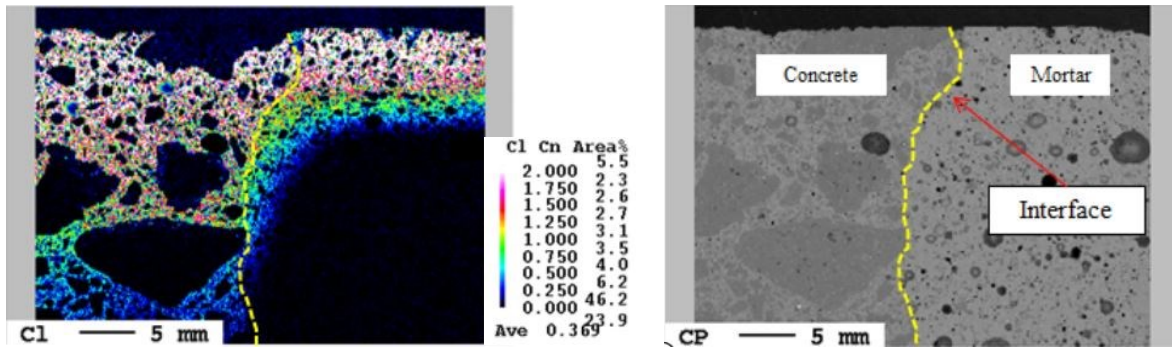 Cl Cn Area%
5.5
2.000
2.3
1.750
2.6
1.500
2.7
1.250
3.1
1.000
3.5
0.750
4.0
0.500
6.2
0.250
46.2
0.000
23.9
Ave 0.369
Cl 5 mm
Concrete
Mortar
Interface
CP 5 mm